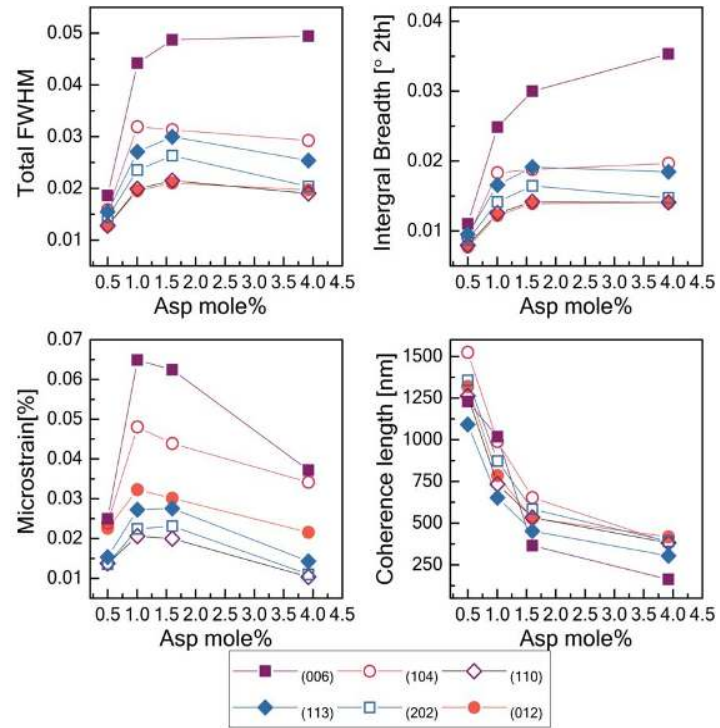 Total FWHM
0.05
0.04
0.03
0.02
0.01
0.5 1.0 1.5 2.0 2.5 3.0 3.5 4.0 4.5
Asp mole%
Intergral Breadth [° 2th]
0.04
0.03
0.02
0.01
0.5 1.0 1.5 2.0 2.5 3.0 3.5 4.0 4.5
Asp mole%
Microstrain[%]
0.07
0.06
0.05
0.04
0.03
0.02
0.01
0.5 1.0 1.5 2.0 2.5 3.0 3.5 4.0 4.5
Asp mole%
Coherence length [nm]
1500
1250
1000
750
500
250
0.5 1.0 1.5 2.0 2.5 3.0 3.5 4.0 4.5
Asp mole%
(006) (104) (110)
(113) (202) (012)